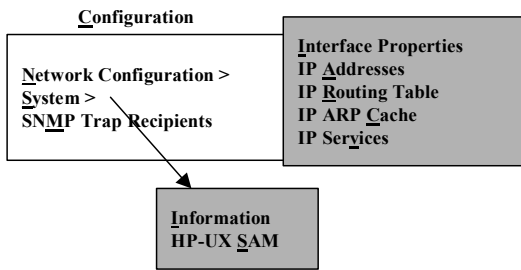 Configuration
Network Configuration >
System >
SNMP Trap Recipients
Interface Properties
IP Addresses
IP Routing Table
IP ARP Cache
IP Services
Information
HP-UX SAM